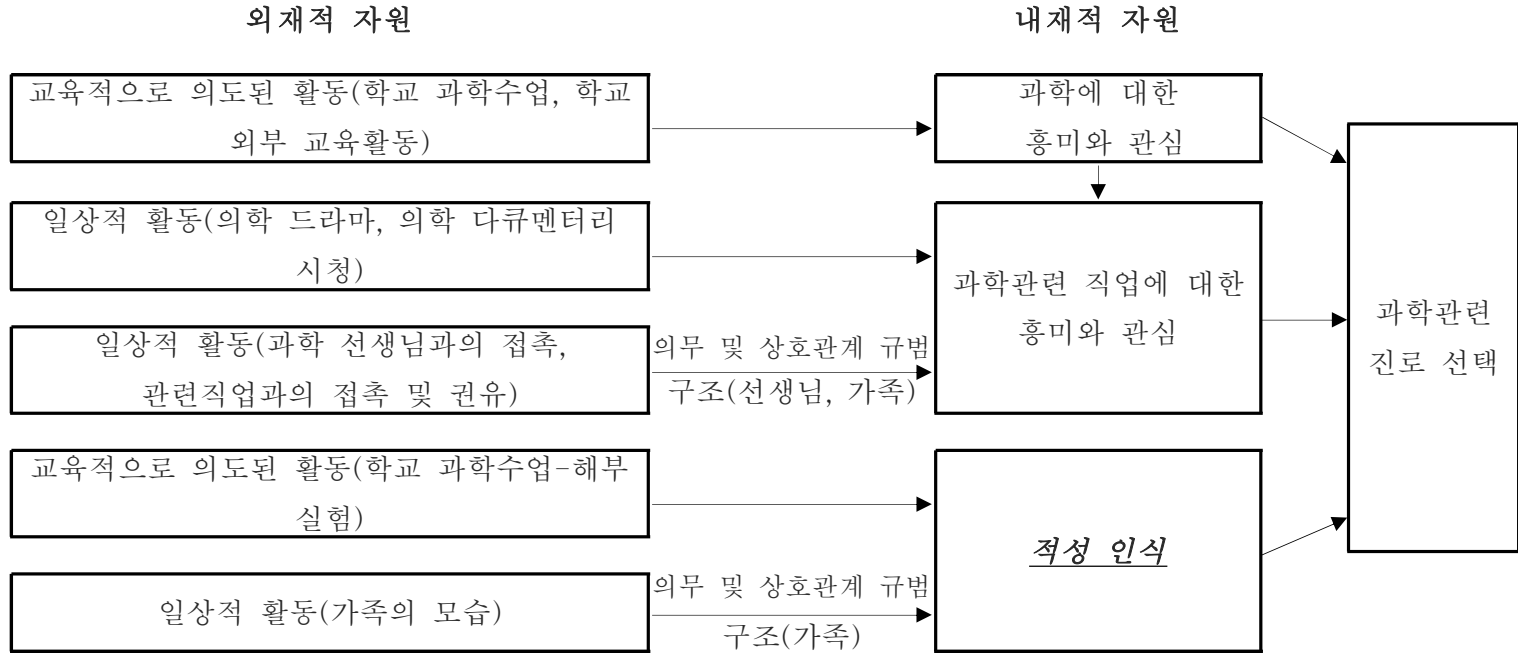 외재적 자원
내재적 자원
교육적으로 의도된 활동(학교 과학수업, 학교
외부 교육활동)
과학에 대한
흥미와 관심
일상적 활동(의학 드라마, 의학 다큐멘터리
시청)
과학관련 직업에 대한
흥미와 관심
일상적 활동(과학 선생님과의 접촉,
관련직업과의 접촉 및 권유)
의무 및 상호관계 규범
구조(선생님, 가족)
교육적으로 의도된 활동(학교 과학수업-해부
실험)
적성 인식
일상적 활동(가족의 모습)
의무 및 상호관계 규범
구조(가족)
과학관련
진로 선택